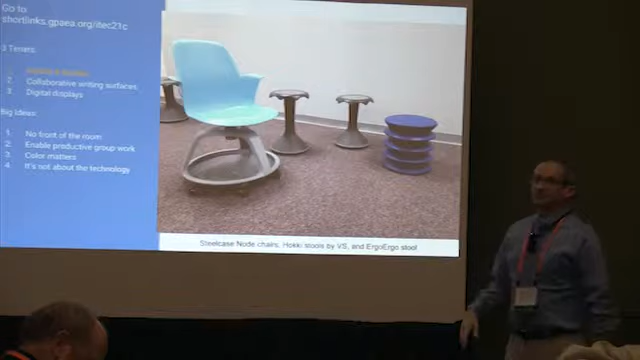 Go to:
shortlinks.gpaea.org/itec21c
3 Tenets:
1.
2. Collaborative writing surfaces
3. Digital displays
Big Ideas:
1. No front of the room
2. Enable productive group work
3. Color matters
4. It's not about the technology
Steelcase Node chairs, Hokki stools by VS, and ErgoErgo stool